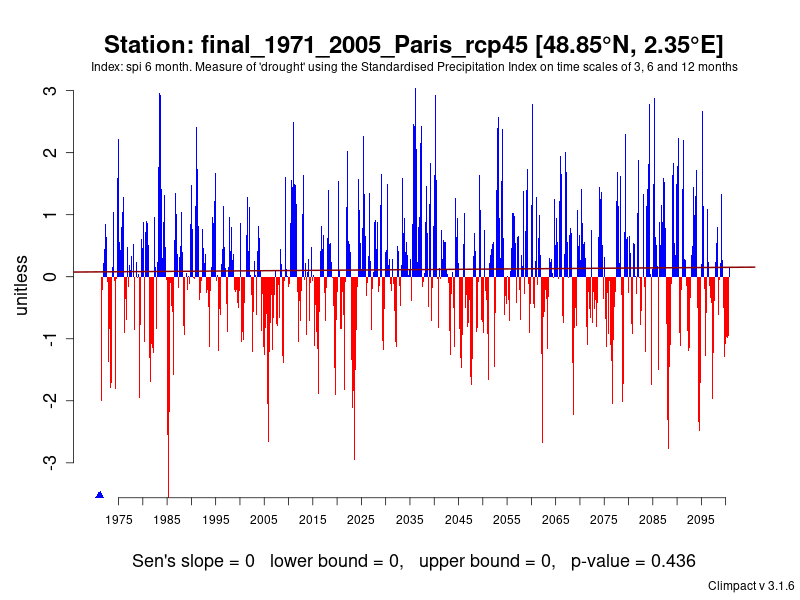 Station: final_1971_2005_Paris_rcp45 [48.85°N, 2.35°E]
Index: spi 6 month. Measure of 'drought' using the Standardised Precipitation Index on time scales of 3, 6 and 12 months
3
2
1
0
-1
-2
-3
unitless
1975 1985 1995 2005 2015 2025 2035 2045 2055 2065 2075 2085 2095
Sen's slope = 0 lower bound = 0, upper bound = 0, p-value = 0.436
Climpact v 3.1.6